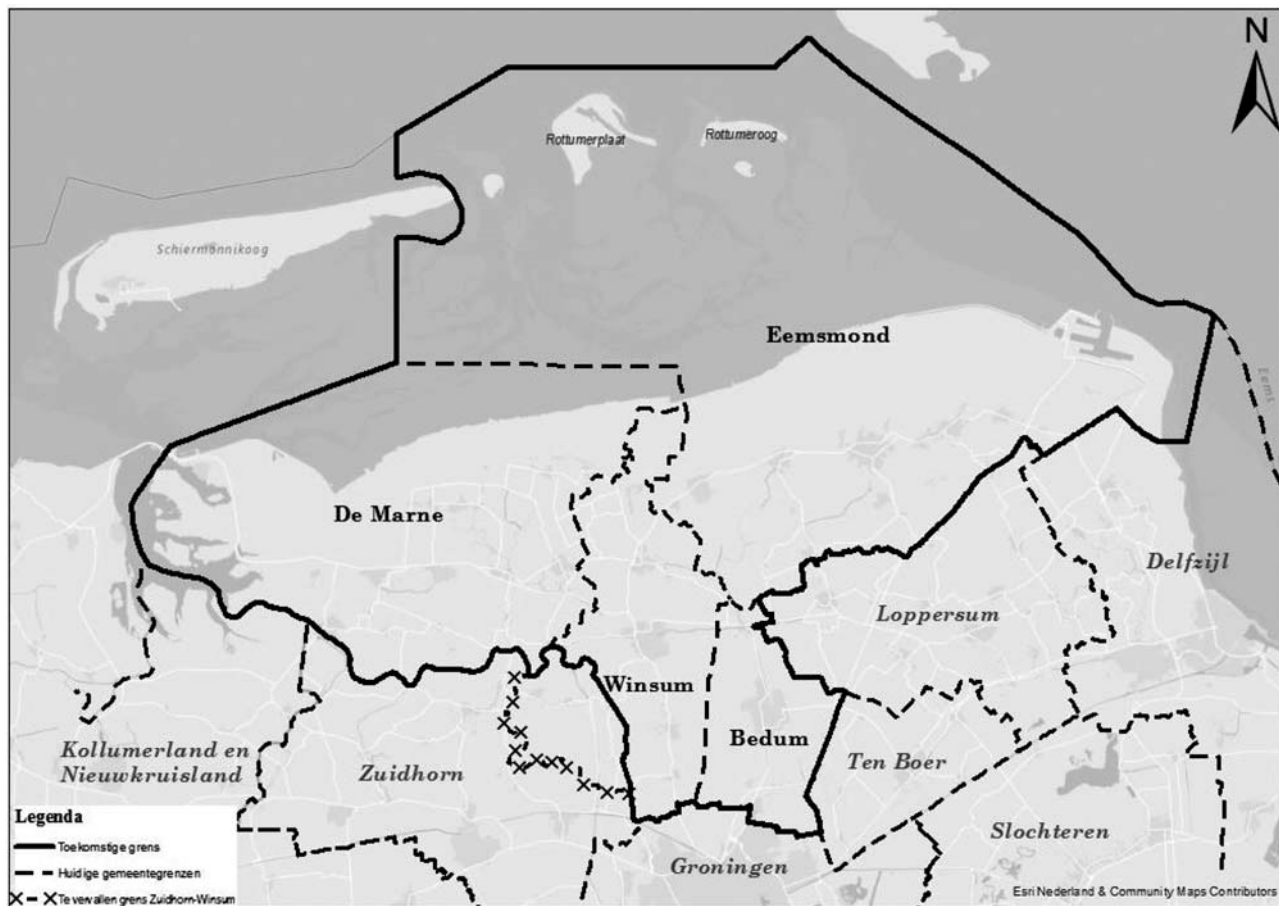 N
Rottumerplaat
Rottumeroog
Schiermonnikoog
Eemsmond
Eems
De Marne
Delfzijl
Loppersum
Winsum
Bedum
Kollumerland en
Nieuwkruisland
Zuidhorn
Ten Boer
Slochteren
Groningen
Legenda
Toekomstige grens
Huidige gemeentegrenzen
Te vervallen grens Zuidhorn-Winsum
Esri Nederland & Community Maps Contributors